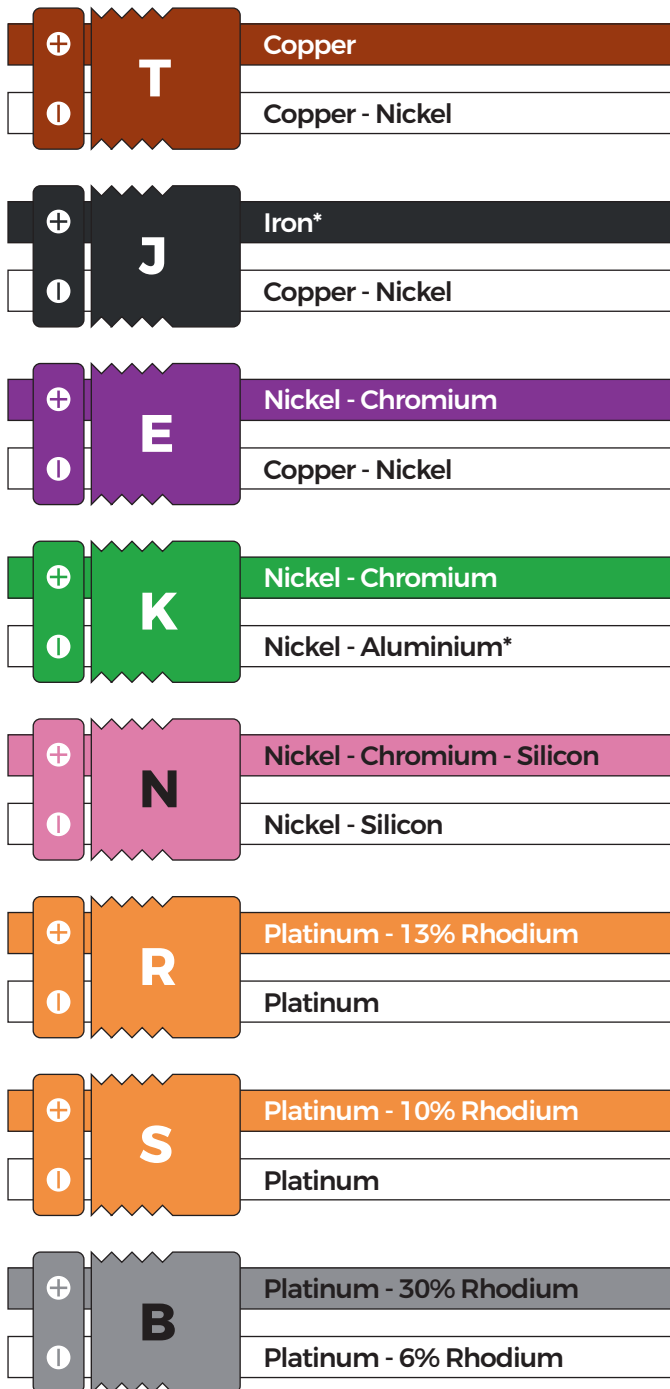 + Copper
T
− Copper - Nickel
+ Iron*
J
− Copper - Nickel
+ Nickel - Chromium
E
− Copper - Nickel
+ Nickel - Chromium
K
− Nickel - Aluminium*
+ Nickel - Chromium - Silicon
N
− Nickel - Silicon
+ Platinum - 13% Rhodium
R
− Platinum
+ Platinum - 10% Rhodium
S
− Platinum
+ Platinum - 30% Rhodium
B
− Platinum - 6% Rhodium